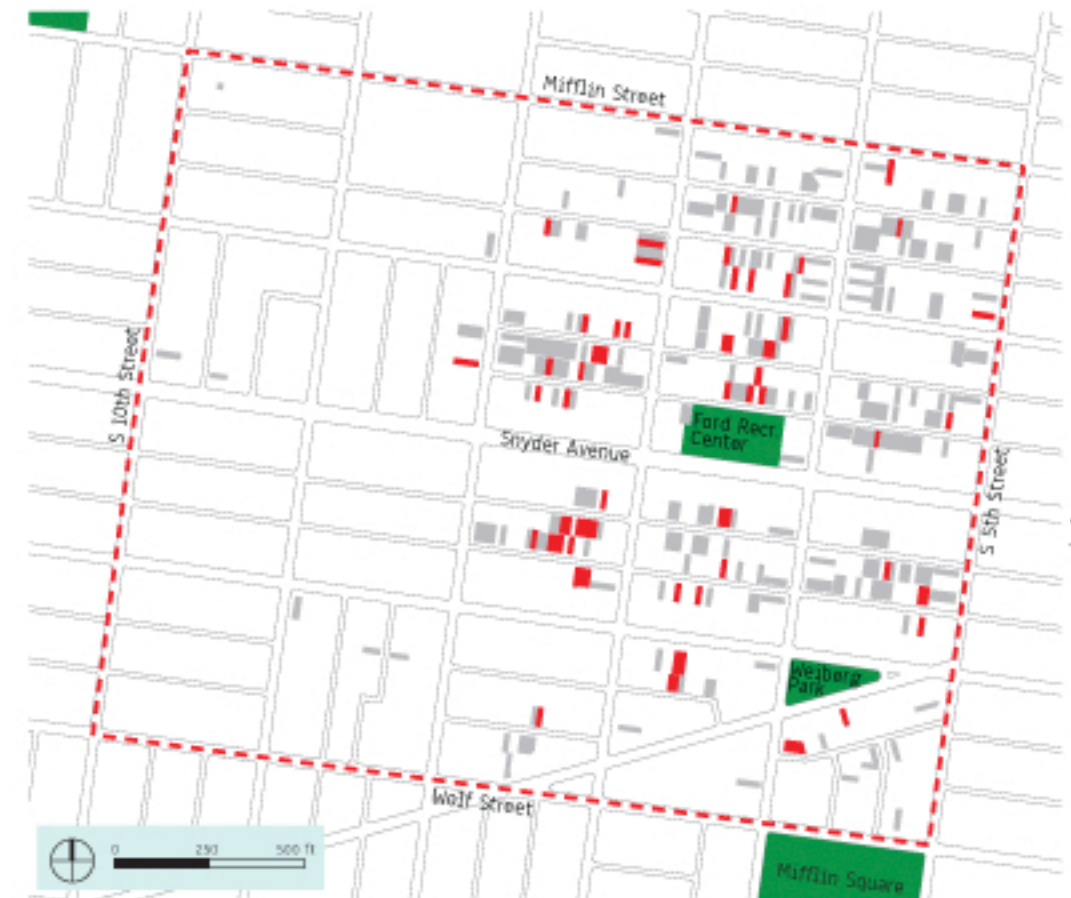 Mifflin Street
S 10th Street
Ford Recr
Center
Snyder Avenue
S 5th Street
Weiborg
Park
Wolf Street
0 250 500 ft
Mifflin Square